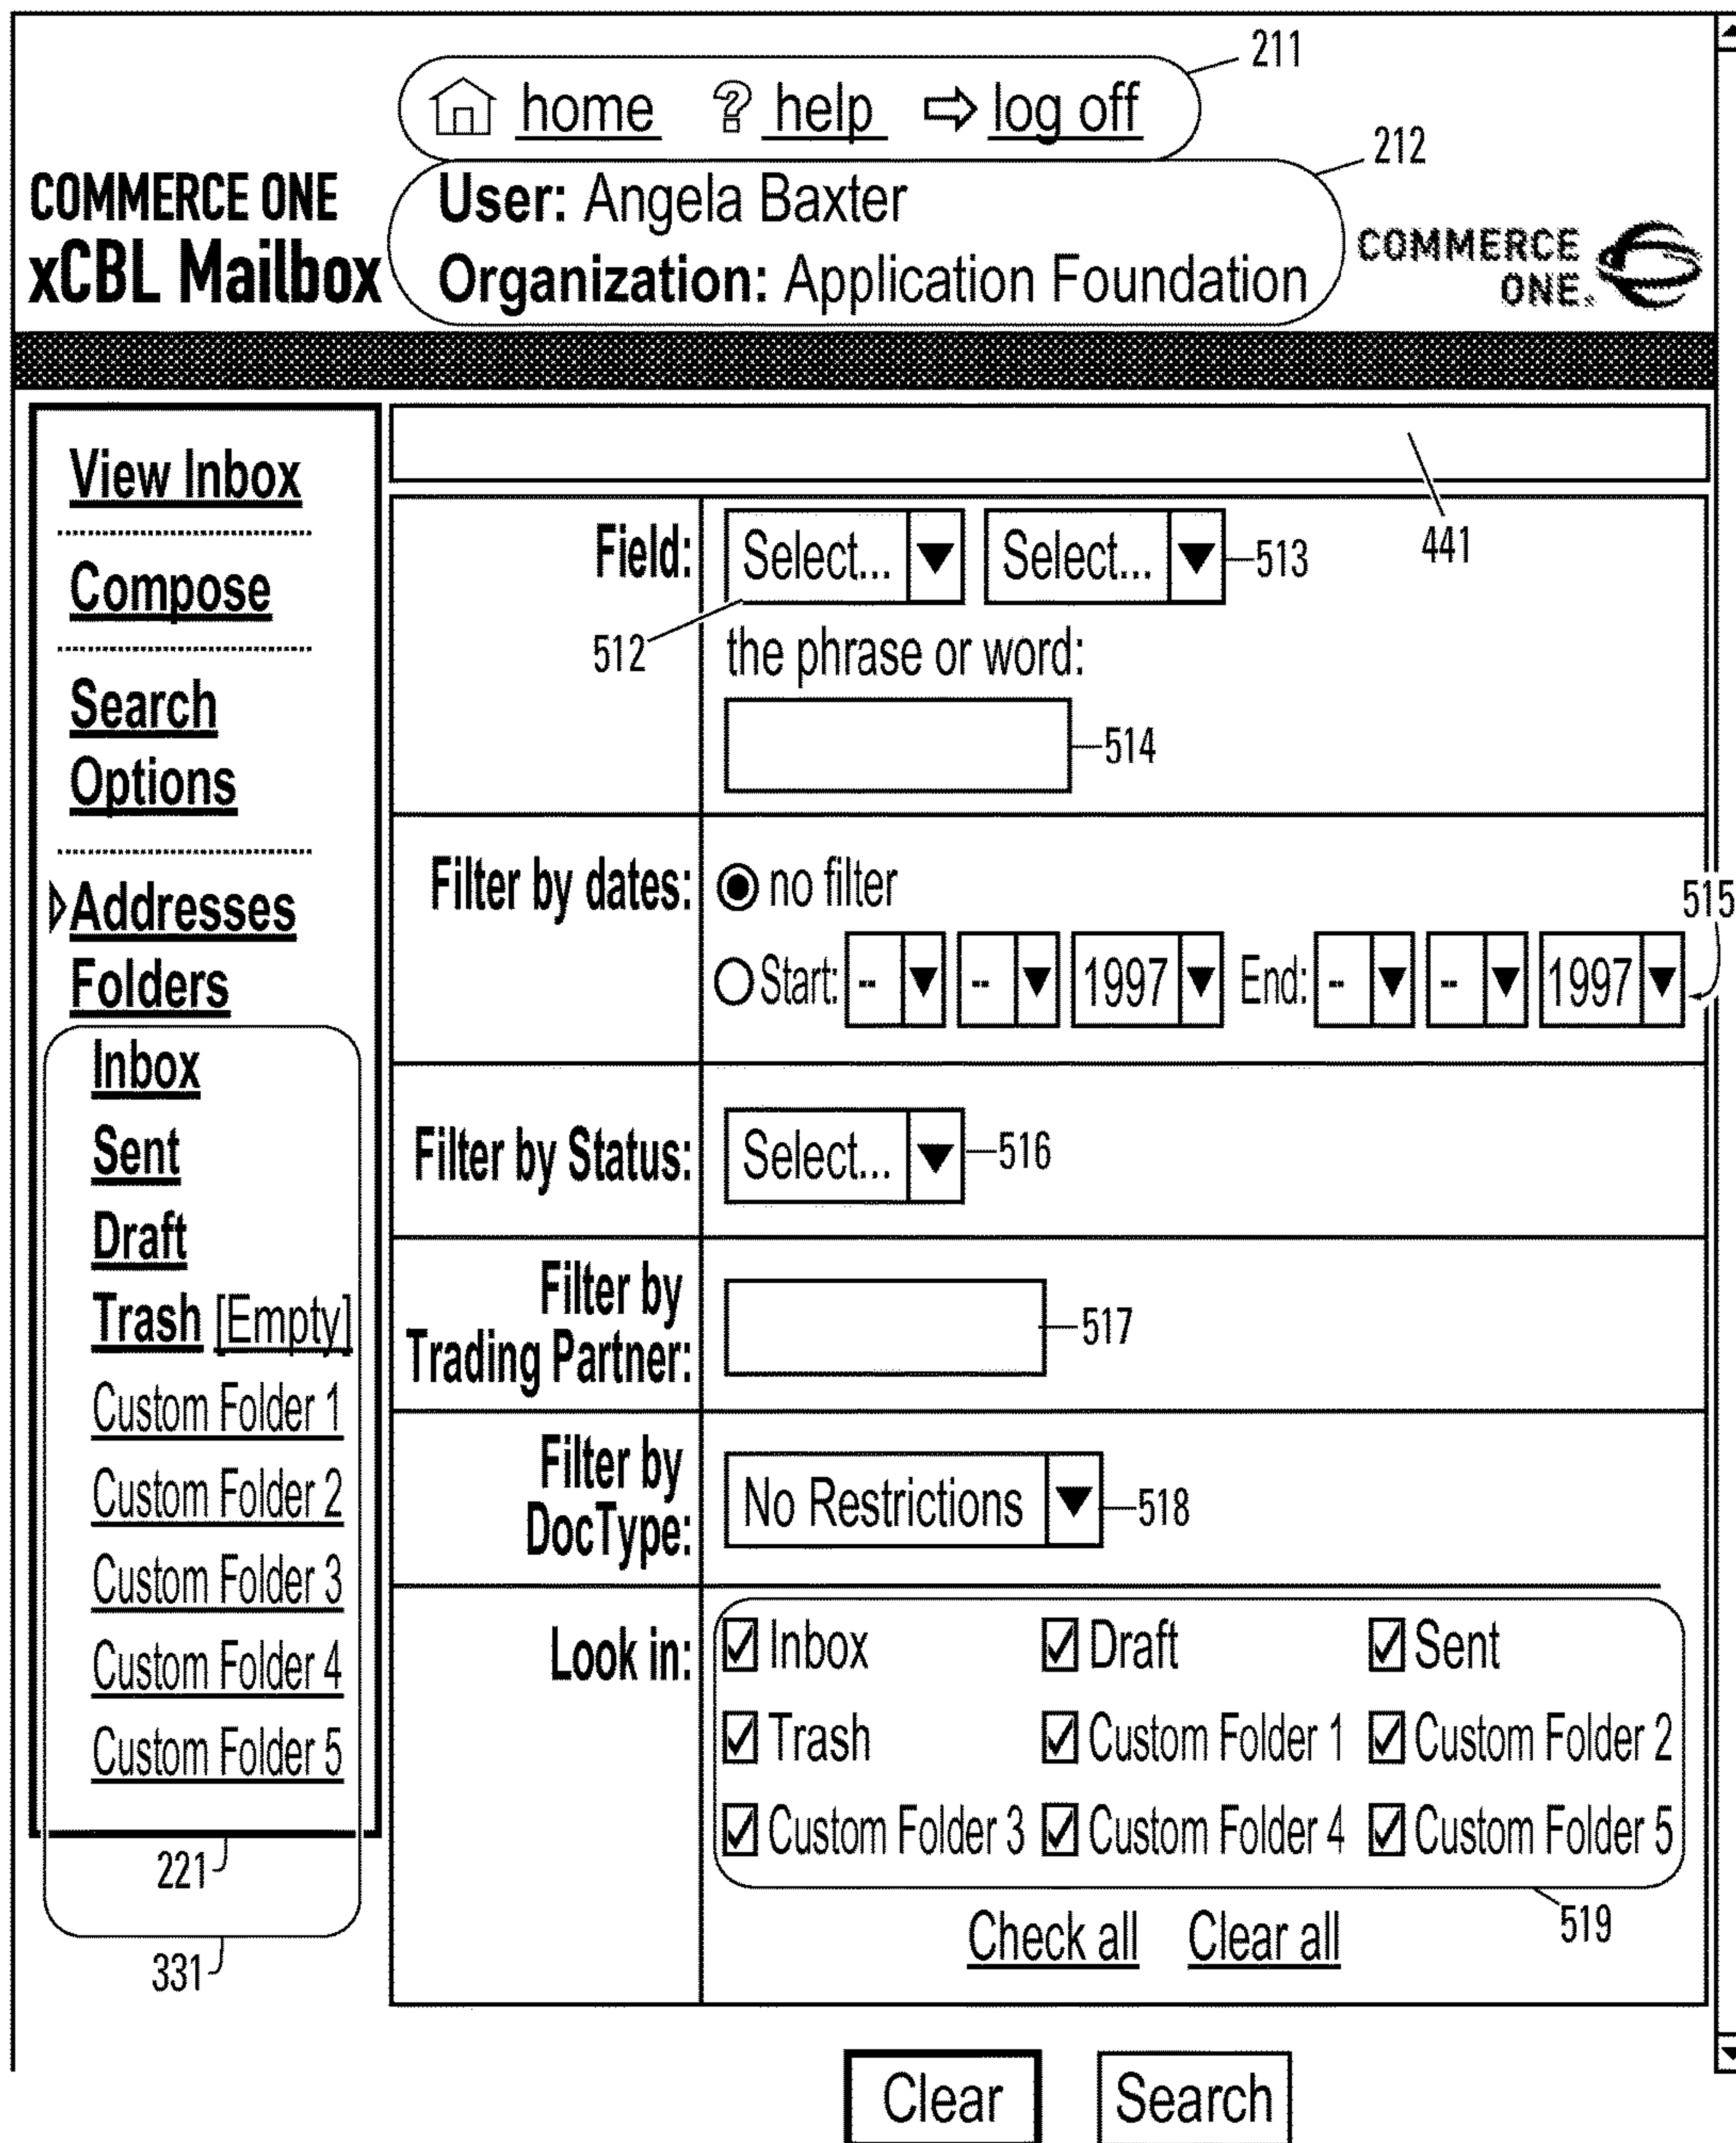 211
home ? help log off
212
COMMERCE ONE
xCBL Mailbox
User: Angela Baxter
Organization: Application Foundation
COMMERCE
ONE.
View Inbox
Compose
Search
Options
Addresses
Folders
Inbox
Sent
Draft
Trash [Empty]
Custom Folder 1
Custom Folder 2
Custom Folder 3
Custom Folder 4
Custom Folder 5
221
331
441
Field: Select... Select... 513
512
the phrase or word:
514
Filter by dates: no filter
515
Start: -- -- 1997 End: -- -- 1997
Filter by Status: Select... 516
Filter by
Trading Partner:
517
Filter by
DocType:
No Restrictions 518
Look in: Inbox Draft Sent
Trash Custom Folder 1 Custom Folder 2
Custom Folder 3 Custom Folder 4 Custom Folder 5
519
Check all Clear all
Clear Search